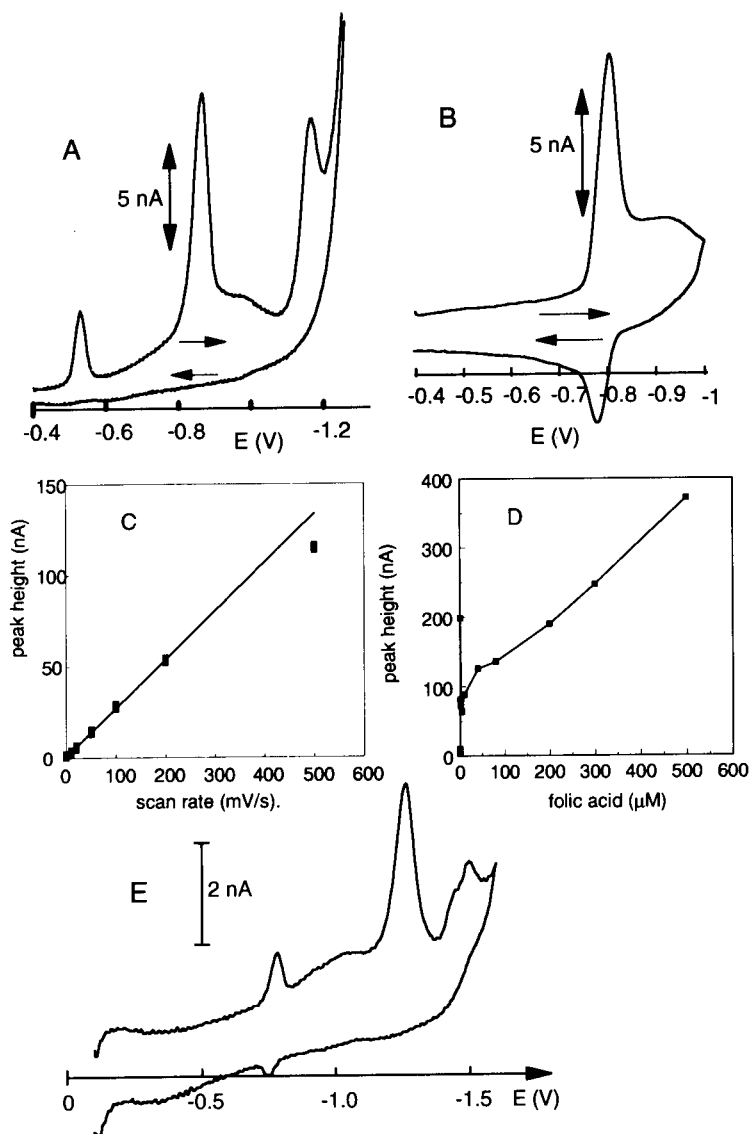 A
5 nA
-0.4 -0.6 -0.8 -1 -1.2
E (V)
B
5 nA
-0.4 -0.5 -0.6 -0.7 -0.8 -0.9 -1
E (V)
C
150
100
50
0
0 100 200 300 400 500 600
peak height (nA)
scan rate (mV/s).
D
400
300
200
100
0
0 100 200 300 400 500 600
peak height (nA)
folic acid (μM)
E
2 nA
0 -0.5 -1.0 -1.5 E (V)